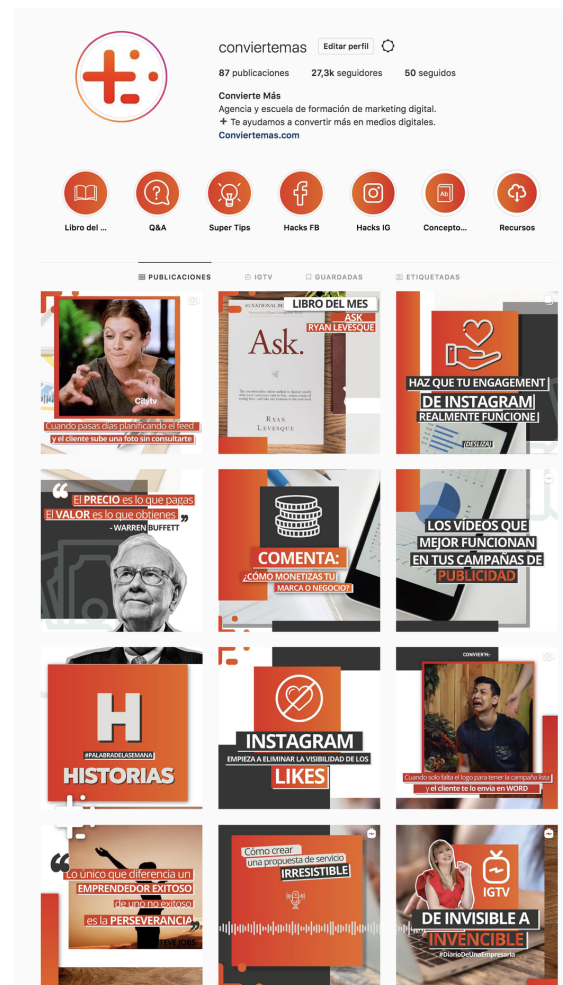 conviertemas
Editar perfil
87 publicaciones 27,3k seguidores 50 seguidos
Convierte Más
Agencia y escuela de formación de marketing digital.
+ Te ayudamos a convertir más en medios digitales.
Conviertemas.com
Libro del ...
Q&A
Super Tips
Hacks FB
Hacks IG
Ab
Concepto...
Recursos
PUBLICACIONES
IGTV
GUARDADAS
ETIQUETADAS
Citytv
Cuando pasas días planificando el feed
y el cliente sube una foto sin consultarte
LIBRO DEL MES
ASK
RYAN LEVESQUE
#1 NATIONAL
Ask.
RYAN
LEVESQUE
HAZ QUE TU ENGAGEMENT
DE INSTAGRAM
REALMENTE FUNCIONE
¡DESLIZA!
“ El PRECIO es lo que pagas
El VALOR es lo que obtienes. ”
- WARREN BUFFETT
COMENTA:
¿CÓMO MONETIZAS TU
MARCA O NEGOCIO?
LOS VÍDEOS QUE
MEJOR FUNCIONAN
EN TUS CAMPAÑAS DE
PUBLICIDAD
H
#PALABRADELASEMANA
HISTORIAS
INSTAGRAM
EMPIEZA A ELIMINAR LA VISIBILIDAD DE LOS
LIKES
Cuando solo falta el logo para tener la campaña lista
y el cliente te lo envía en WORD
“ Lo único que diferencia un
EMPRENDEDOR EXITOSO
de uno no exitoso
es la PERSEVERANCIA ”
STEVE JOBS
Cómo crear
una propuesta de servicio
IRRESISTIBLE
IGTV
DE INVISIBLE A
INVENCIBLE
#DiarioDeUnaEmpresaria